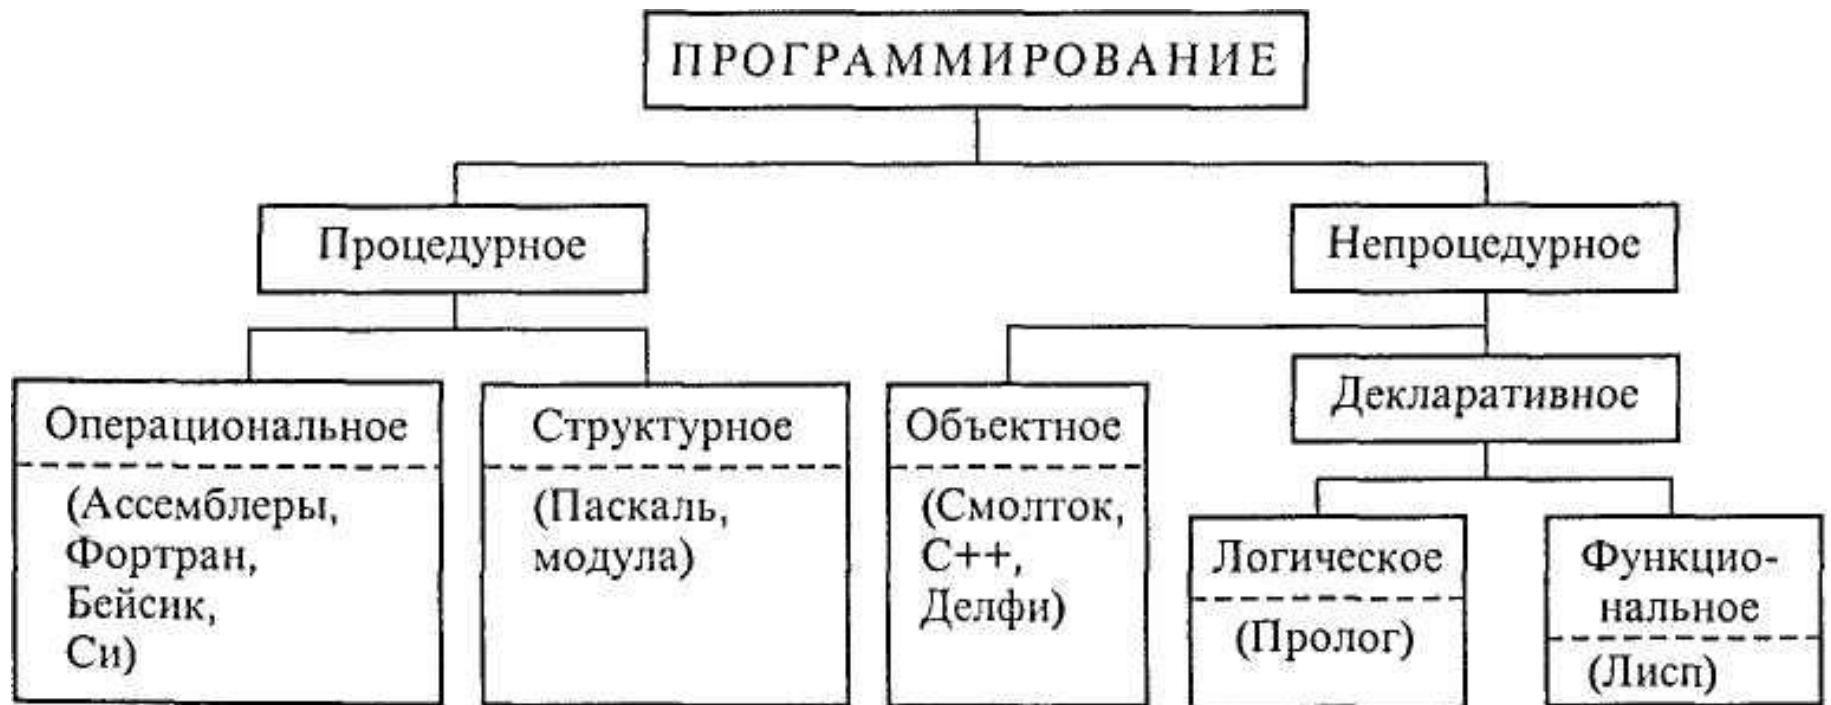 ПРОГРАММИРОВАНИЕ
Процедурное
Непроцедурное
Декларативное
Операциональное
(Ассемблеры,
Фортран,
Бейсик,
Си)
Структурное
(Паскаль,
модула)
Объектное
(Смолток,
С++,
Делфи)
Логическое
(Пролог)
Функцио-
нальное
(Лисп)